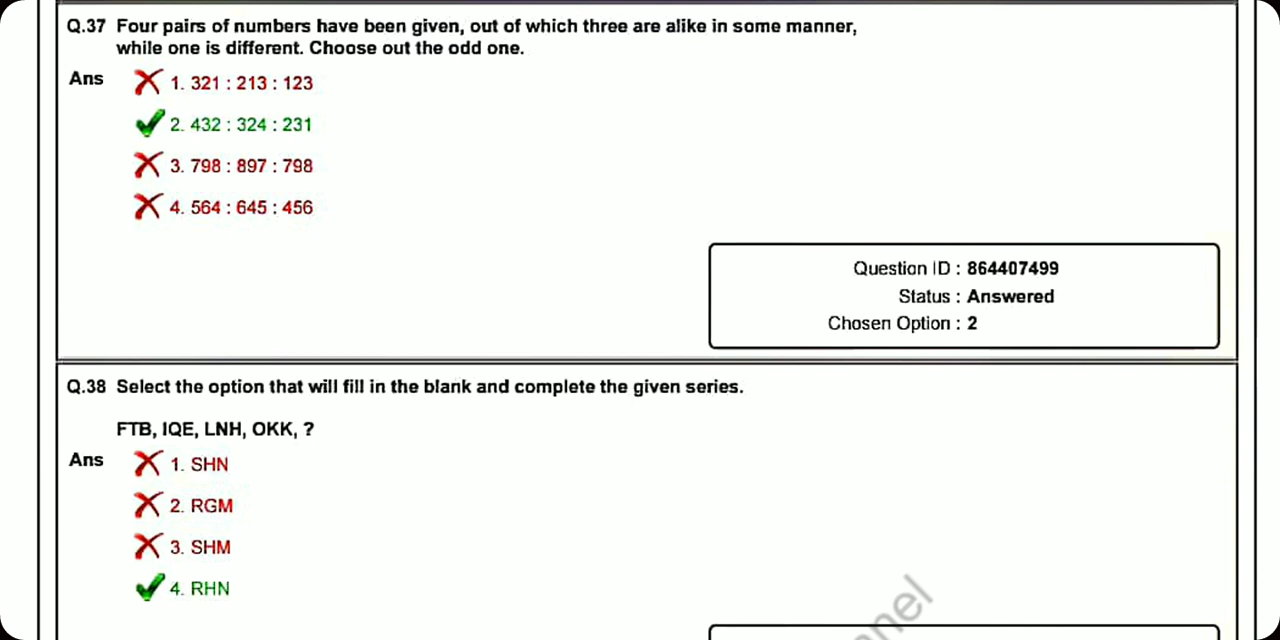 Q.37 Four pairs of numbers have been given, out of which three are alike in some manner,
while one is different. Choose out the odd one.
Ans
1. 321 : 213 : 123
2. 432 : 324 : 231
3. 798 : 897 : 798
4. 564 : 645 : 456
Question ID : 864407499
Status : Answered
Chosen Option : 2
Q.38 Select the option that will fill in the blank and complete the given series.
FTB, IQE, LNH, OKK, ?
Ans
1. SHN
2. RGM
3. SHM
4. RHN